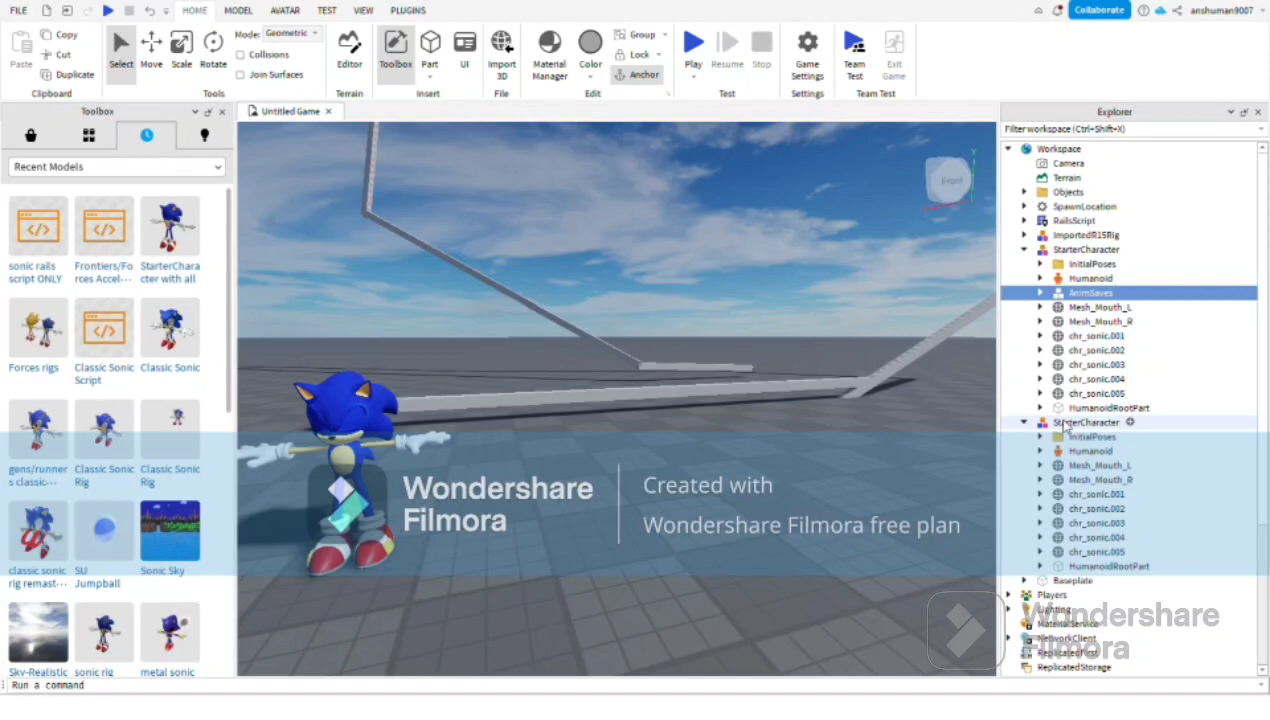 FILE HOME MODEL AVATAR TEST VIEW PLUGINS Collaborate anshuman9007
Paste Copy Cut Duplicate Select Move Scale Rotate Mode: Geometric Collisions Join Surfaces Editor Toolbox Part UI Import 3D Material Manager Color Group Lock Anchor Play Resume Stop Game Settings Team Test Exit Game
Clipboard Tools Terrain Insert File Edit Test Settings Team Test
Toolbox
Untitled Game
Explorer
Filter workspace (Ctrl+Shift+X)
Recent Models
sonic rails script ONLY
Frontiers/Fo rces Accel...
StarterChara cter with all
Forces rigs
Classic Sonic Script
Classic Sonic
gens/runner s classic...
Classic Sonic Rig
Classic Sonic Rig
classic sonic rig remast...
SU Jumpball
Sonic Sky
Sky-Realistic
sonic rig
metal sonic
Front
Y
Workspace
Camera
Terrain
Objects
SpawnLocation
RailsScript
ImportedR15Rig
StarterCharacter
InitialPoses
Humanoid
AnimSaves
Mesh_Mouth_L
Mesh_Mouth_R
chr_sonic.001
chr_sonic.002
chr_sonic.003
chr_sonic.004
chr_sonic.005
HumanoidRootPart
StarterCharacter
InitialPoses
Humanoid
Mesh_Mouth_L
Mesh_Mouth_R
chr_sonic.001
chr_sonic.002
chr_sonic.003
chr_sonic.004
chr_sonic.005
HumanoidRootPart
Baseplate
Players
Lighting
MaterialService
NetworkClient
ReplicatedFirst
ReplicatedStorage
Wondershare
Filmora
Created with
Wondershare Filmora free plan
Wondershare
Filmora
Run a command